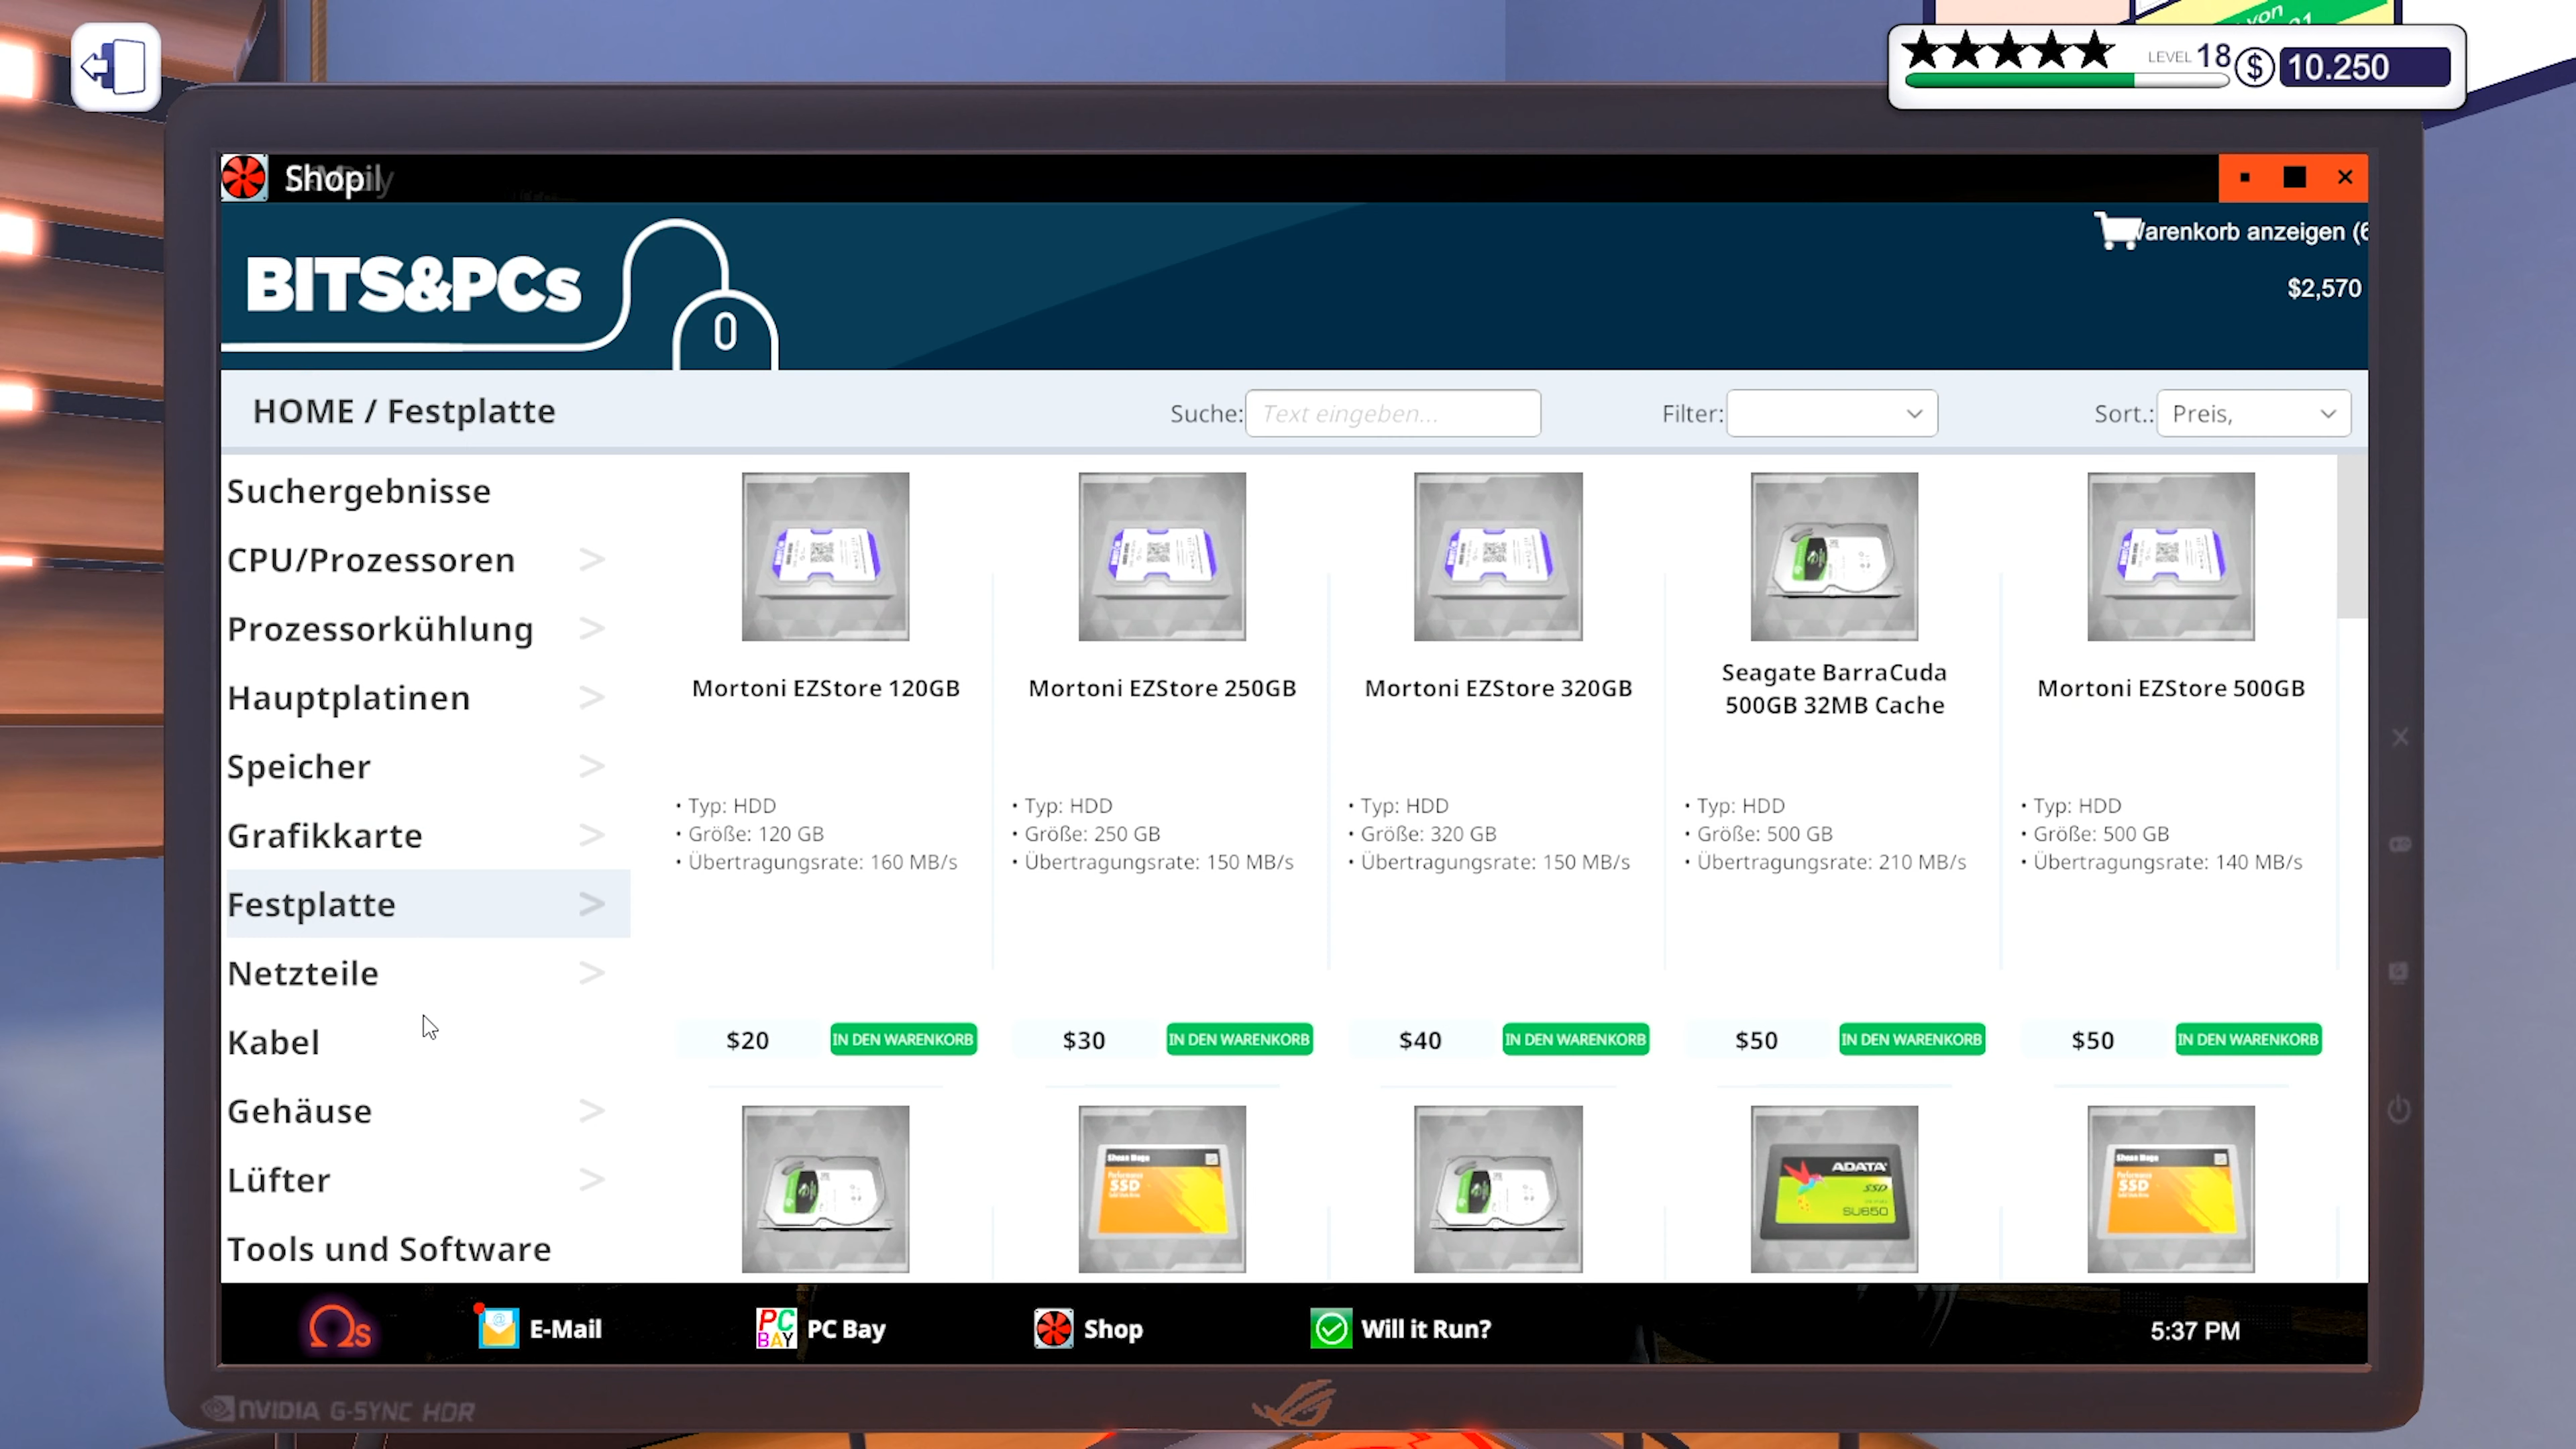 LEVEL 18
10.250
Shop
BITS&PCs
arenkorb anzeigen (6
$2,570
HOME / Festplatte
Suche: Text eingeben...
Filter:
Sort.: Preis,
Suchergebnisse
CPU/Prozessoren >
Prozessorkühlung >
Hauptplatinen >
Speicher >
Grafikkarte >
Festplatte >
Netzteile >
Kabel
Gehäuse >
Lüfter >
Tools und Software
Mortoni EZStore 120GB
• Typ: HDD
• Größe: 120 GB
• Übertragungsrate: 160 MB/s
$20 IN DEN WARENKORB
Mortoni EZStore 250GB
• Typ: HDD
• Größe: 250 GB
• Übertragungsrate: 150 MB/s
$30 IN DEN WARENKORB
Mortoni EZStore 320GB
• Typ: HDD
• Größe: 320 GB
• Übertragungsrate: 150 MB/s
$40 IN DEN WARENKORB
Seagate BarraCuda
500GB 32MB Cache
• Typ: HDD
• Größe: 500 GB
• Übertragungsrate: 210 MB/s
$50 IN DEN WARENKORB
Mortoni EZStore 500GB
• Typ: HDD
• Größe: 500 GB
• Übertragungsrate: 140 MB/s
$50 IN DEN WARENKORB
SSD
ADATA
SSD
SU650
SSD
E-Mail
PC BAY
PC Bay
Shop
Will it Run?
5:37 PM
NVIDIA G-SYNC HDR